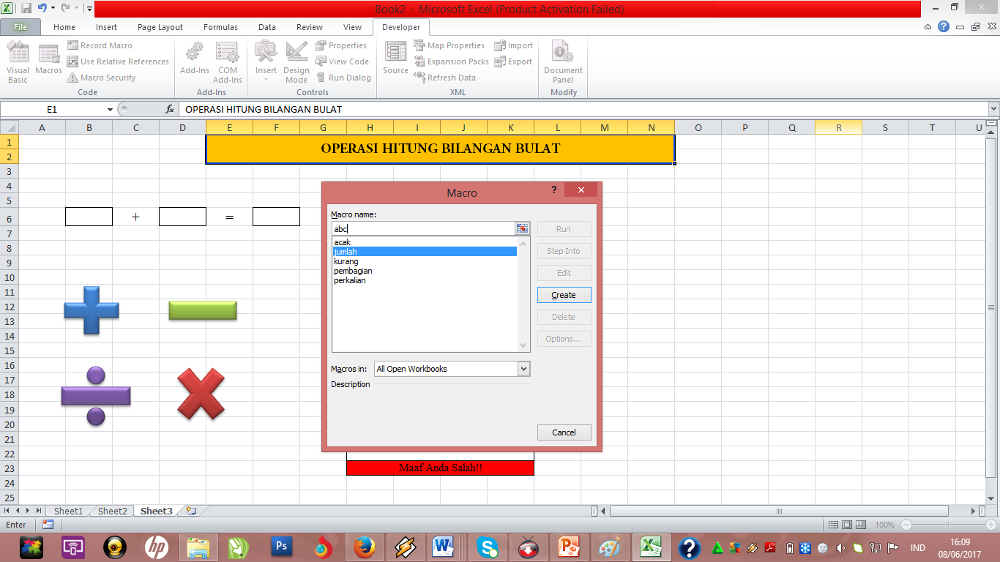 Book2 - Microsoft Excel (Product Activation Failed)
File Home Insert Page Layout Formulas Data Review View Developer
Visual Basic
Macros
Record Macro
Use Relative References
Macro Security
Code
Add-Ins
COM Add-Ins
Add-Ins
Insert
Design Mode
Properties
View Code
Run Dialog
Controls
Source
Map Properties
Expansion Packs
Refresh Data
Import
Export
XML
Document Panel
Modify
E1 fx OPERASI HITUNG BILANGAN BULAT
A B C D E F G H I J K L M N O P Q R S T U
1
2
3
4
5
6
7
8
9
10
11
12
13
14
15
16
17
18
19
20
21
22
23
24
25
OPERASI HITUNG BILANGAN BULAT
+ =
Macro ?
Macro name:
abc
acak
jumlah
kurang
pembagian
perkalian
Run
Step Into
Edit
Create
Delete
Options...
Macros in: All Open Workbooks
Description
Cancel
Maaf Anda Salah!!
Sheet1 Sheet2 Sheet3
Enter 100%
hp Ps W S P X ? IND 16:09
08/06/2017